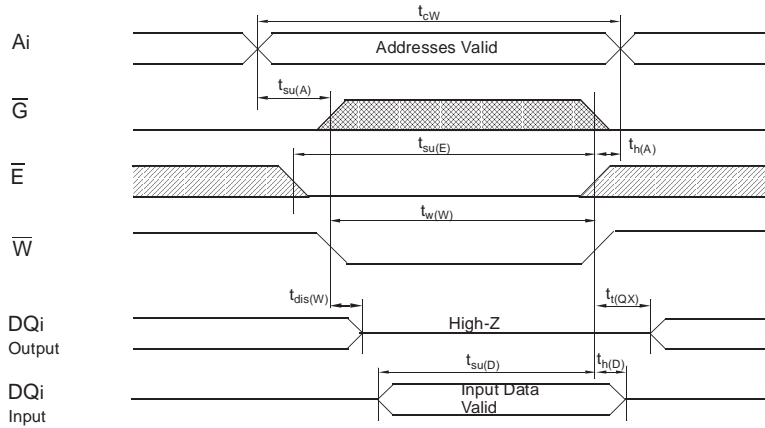 t_cW
Ai
Addresses Valid
t_su(A)
G̅
t_su(E)
t_h(A)
E̅
t_w(W)
W̅
t_dis(W)
t_t(QX)
DQi
Output
High-Z
t_su(D)
t_h(D)
DQi
Input
Input Data
Valid